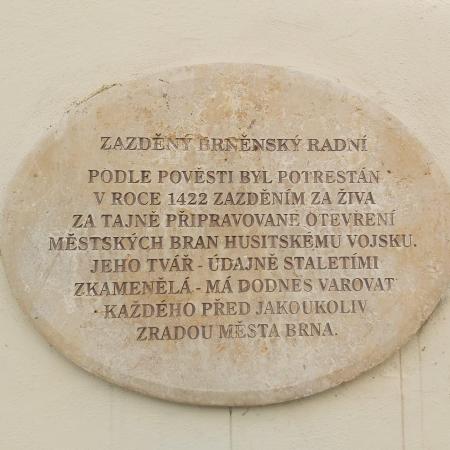 ZAZDĚNÝ BRNĚNSKÝ RADNÍ
PODLE POVĚSTI BYL POTRESTÁN
V ROCE 1422 ZAZDĚNÍM ZA ŽIVA
ZA TAJNĚ PŘIPRAVOVANÉ OTEVŘENÍ
MĚSTSKÝCH BRAN HUSITSKÉMU VOJSKU.
JEHO TVÁŘ - ÚDAJNĚ STALETÍMI
ZKAMENĚLÁ - MÁ DODNES VAROVAT
KAŽDÉHO PŘED JAKOUKOLIV
ZRADOU MĚSTA BRNA.